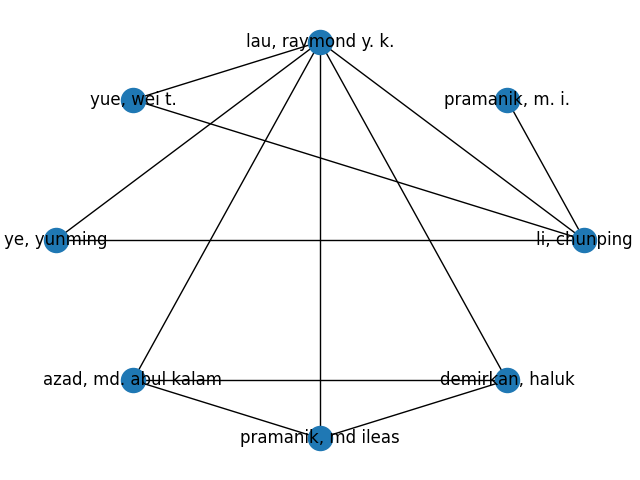 lau, raymond y. k.
yue, wei t.
pramanik, m. i.
ye, yunming
li, chunping
azad, md. abul kalam
demirkan, haluk
pramanik, md ileas